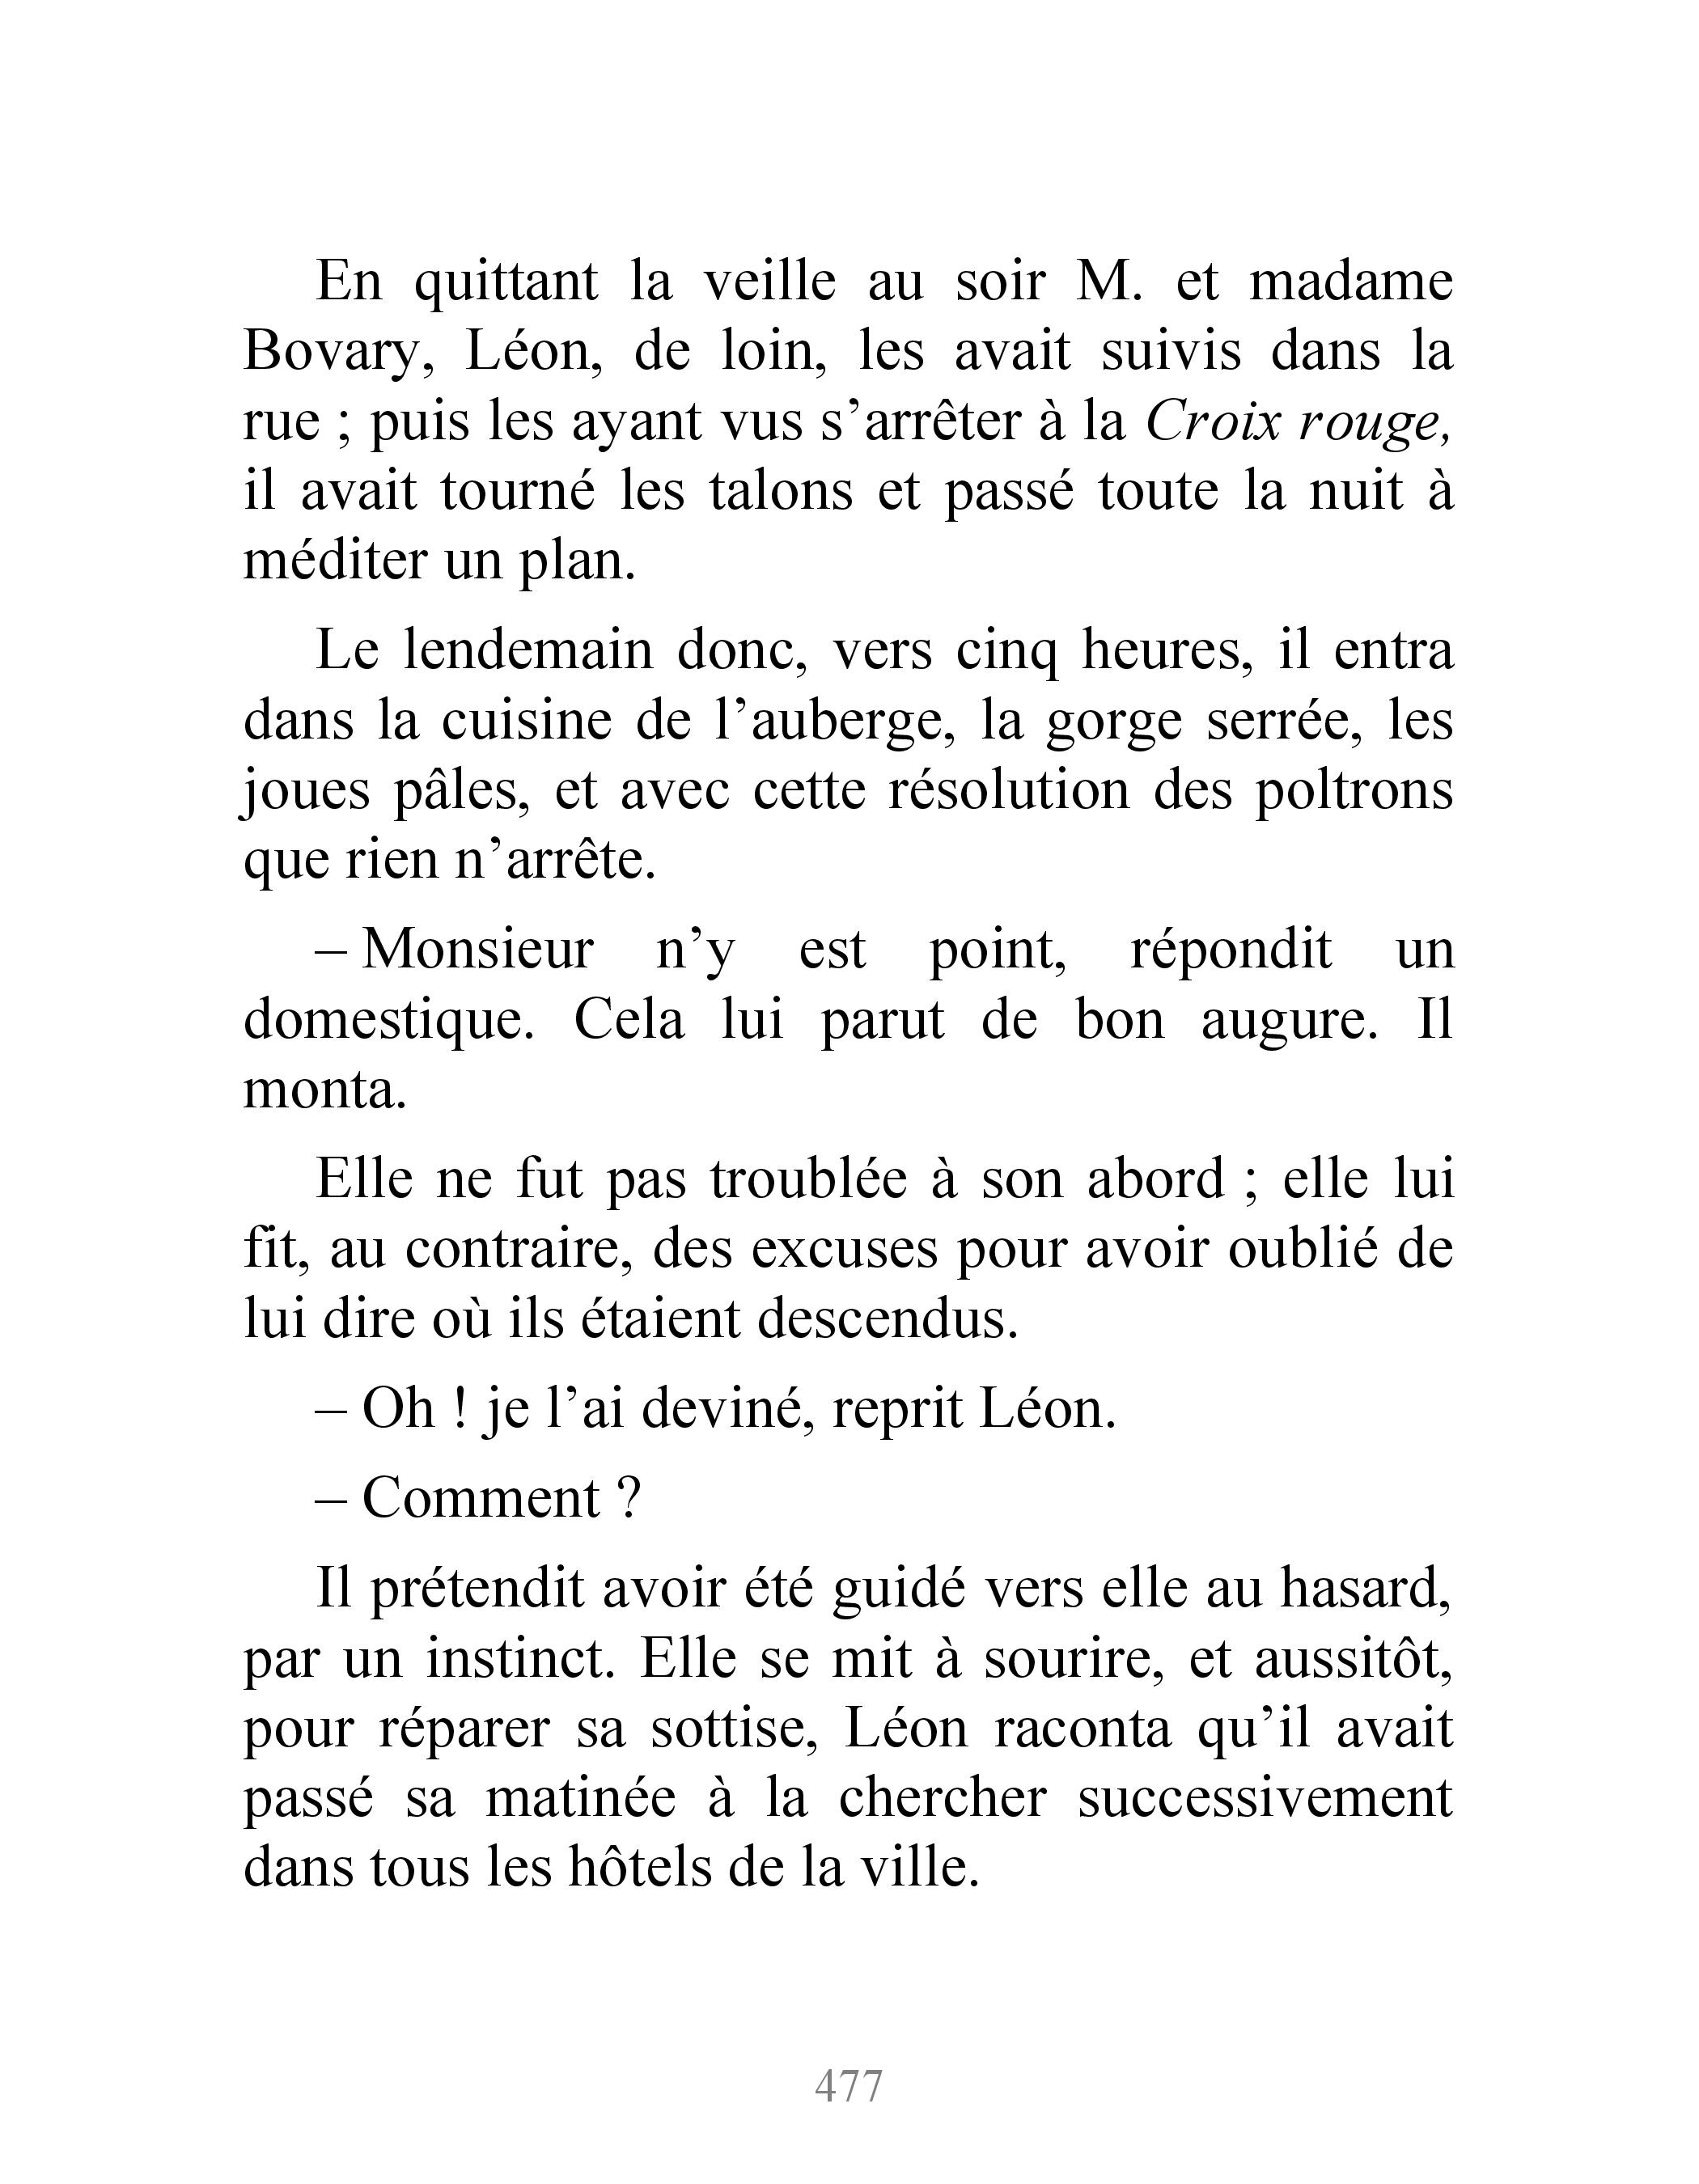 En quittant la veille au soir M. et madame
Bovary, Léon, de loin, les avait suivis dans la
rue ; puis les ayant vus s’arrêter à la Croix rouge,
il avait tourné les talons et passé toute la nuit à
méditer un plan.
Le lendemain donc, vers cinq heures, il entra
dans la cuisine de l’auberge, la gorge serrée, les
joues pâles, et avec cette résolution des poltrons
que rien n’arrête.
– Monsieur n’y est point, répondit un
domestique. Cela lui parut de bon augure. Il
monta.
Elle ne fut pas troublée à son abord ; elle lui
fit, au contraire, des excuses pour avoir oublié de
lui dire où ils étaient descendus.
– Oh ! je l’ai deviné, reprit Léon.
– Comment ?
Il prétendit avoir été guidé vers elle au hasard,
par un instinct. Elle se mit à sourire, et aussitôt,
pour réparer sa sottise, Léon raconta qu’il avait
passé sa matinée à la chercher successivement
dans tous les hôtels de la ville.
477